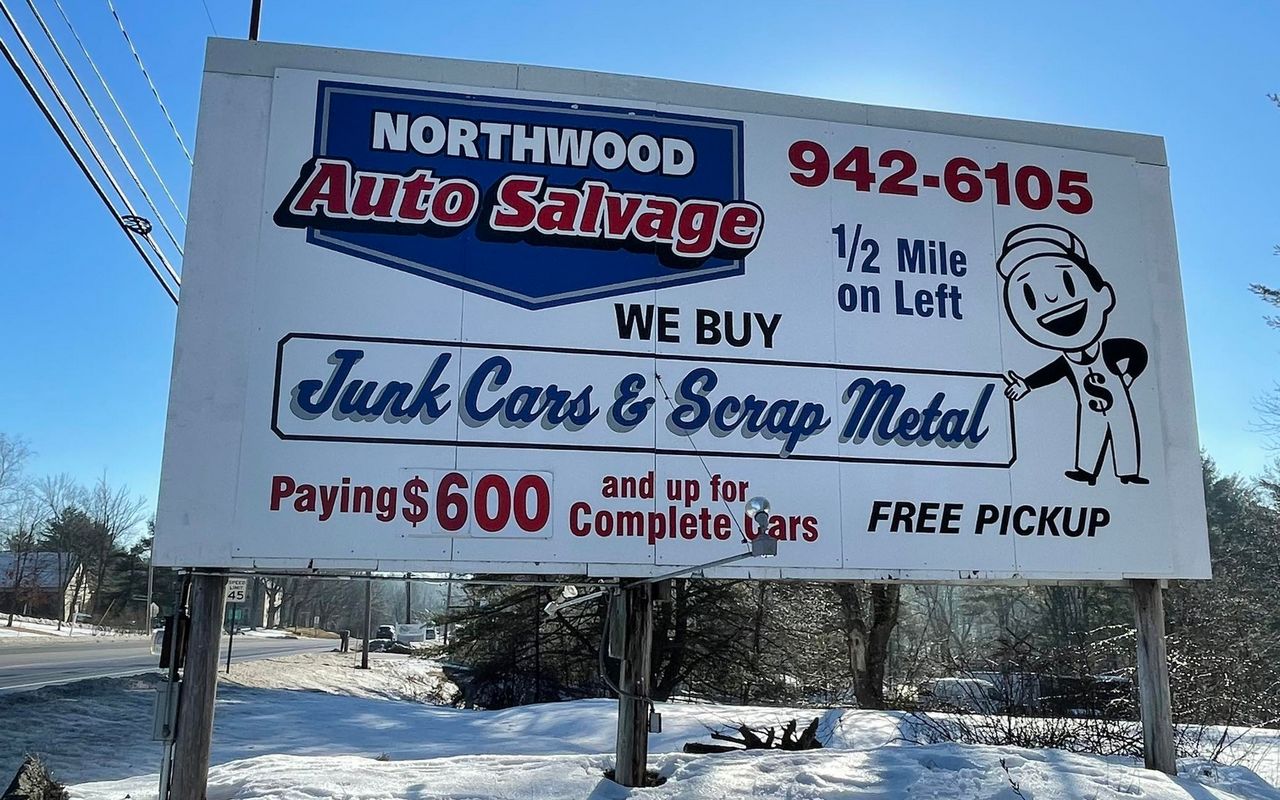 NORTHWOOD
Auto Salvage
942-6105
1/2 Mile
on Left
WE BUY
Junk Cars & Scrap Metal
$
Paying $600 and up for
Complete Cars
FREE PICKUP
SPEED
LIMIT
45